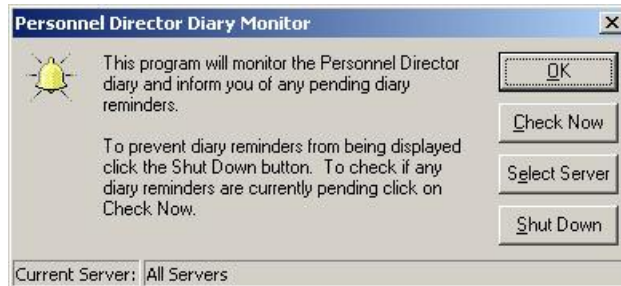 Personnel Director Diary Monitor
This program will monitor the Personnel Director
diary and inform you of any pending diary
reminders.
To prevent diary reminders from being displayed
click the Shut Down button. To check if any
diary reminders are currently pending click on
Check Now.
OK
Check Now
Select Server
Shut Down
Current Server: All Servers